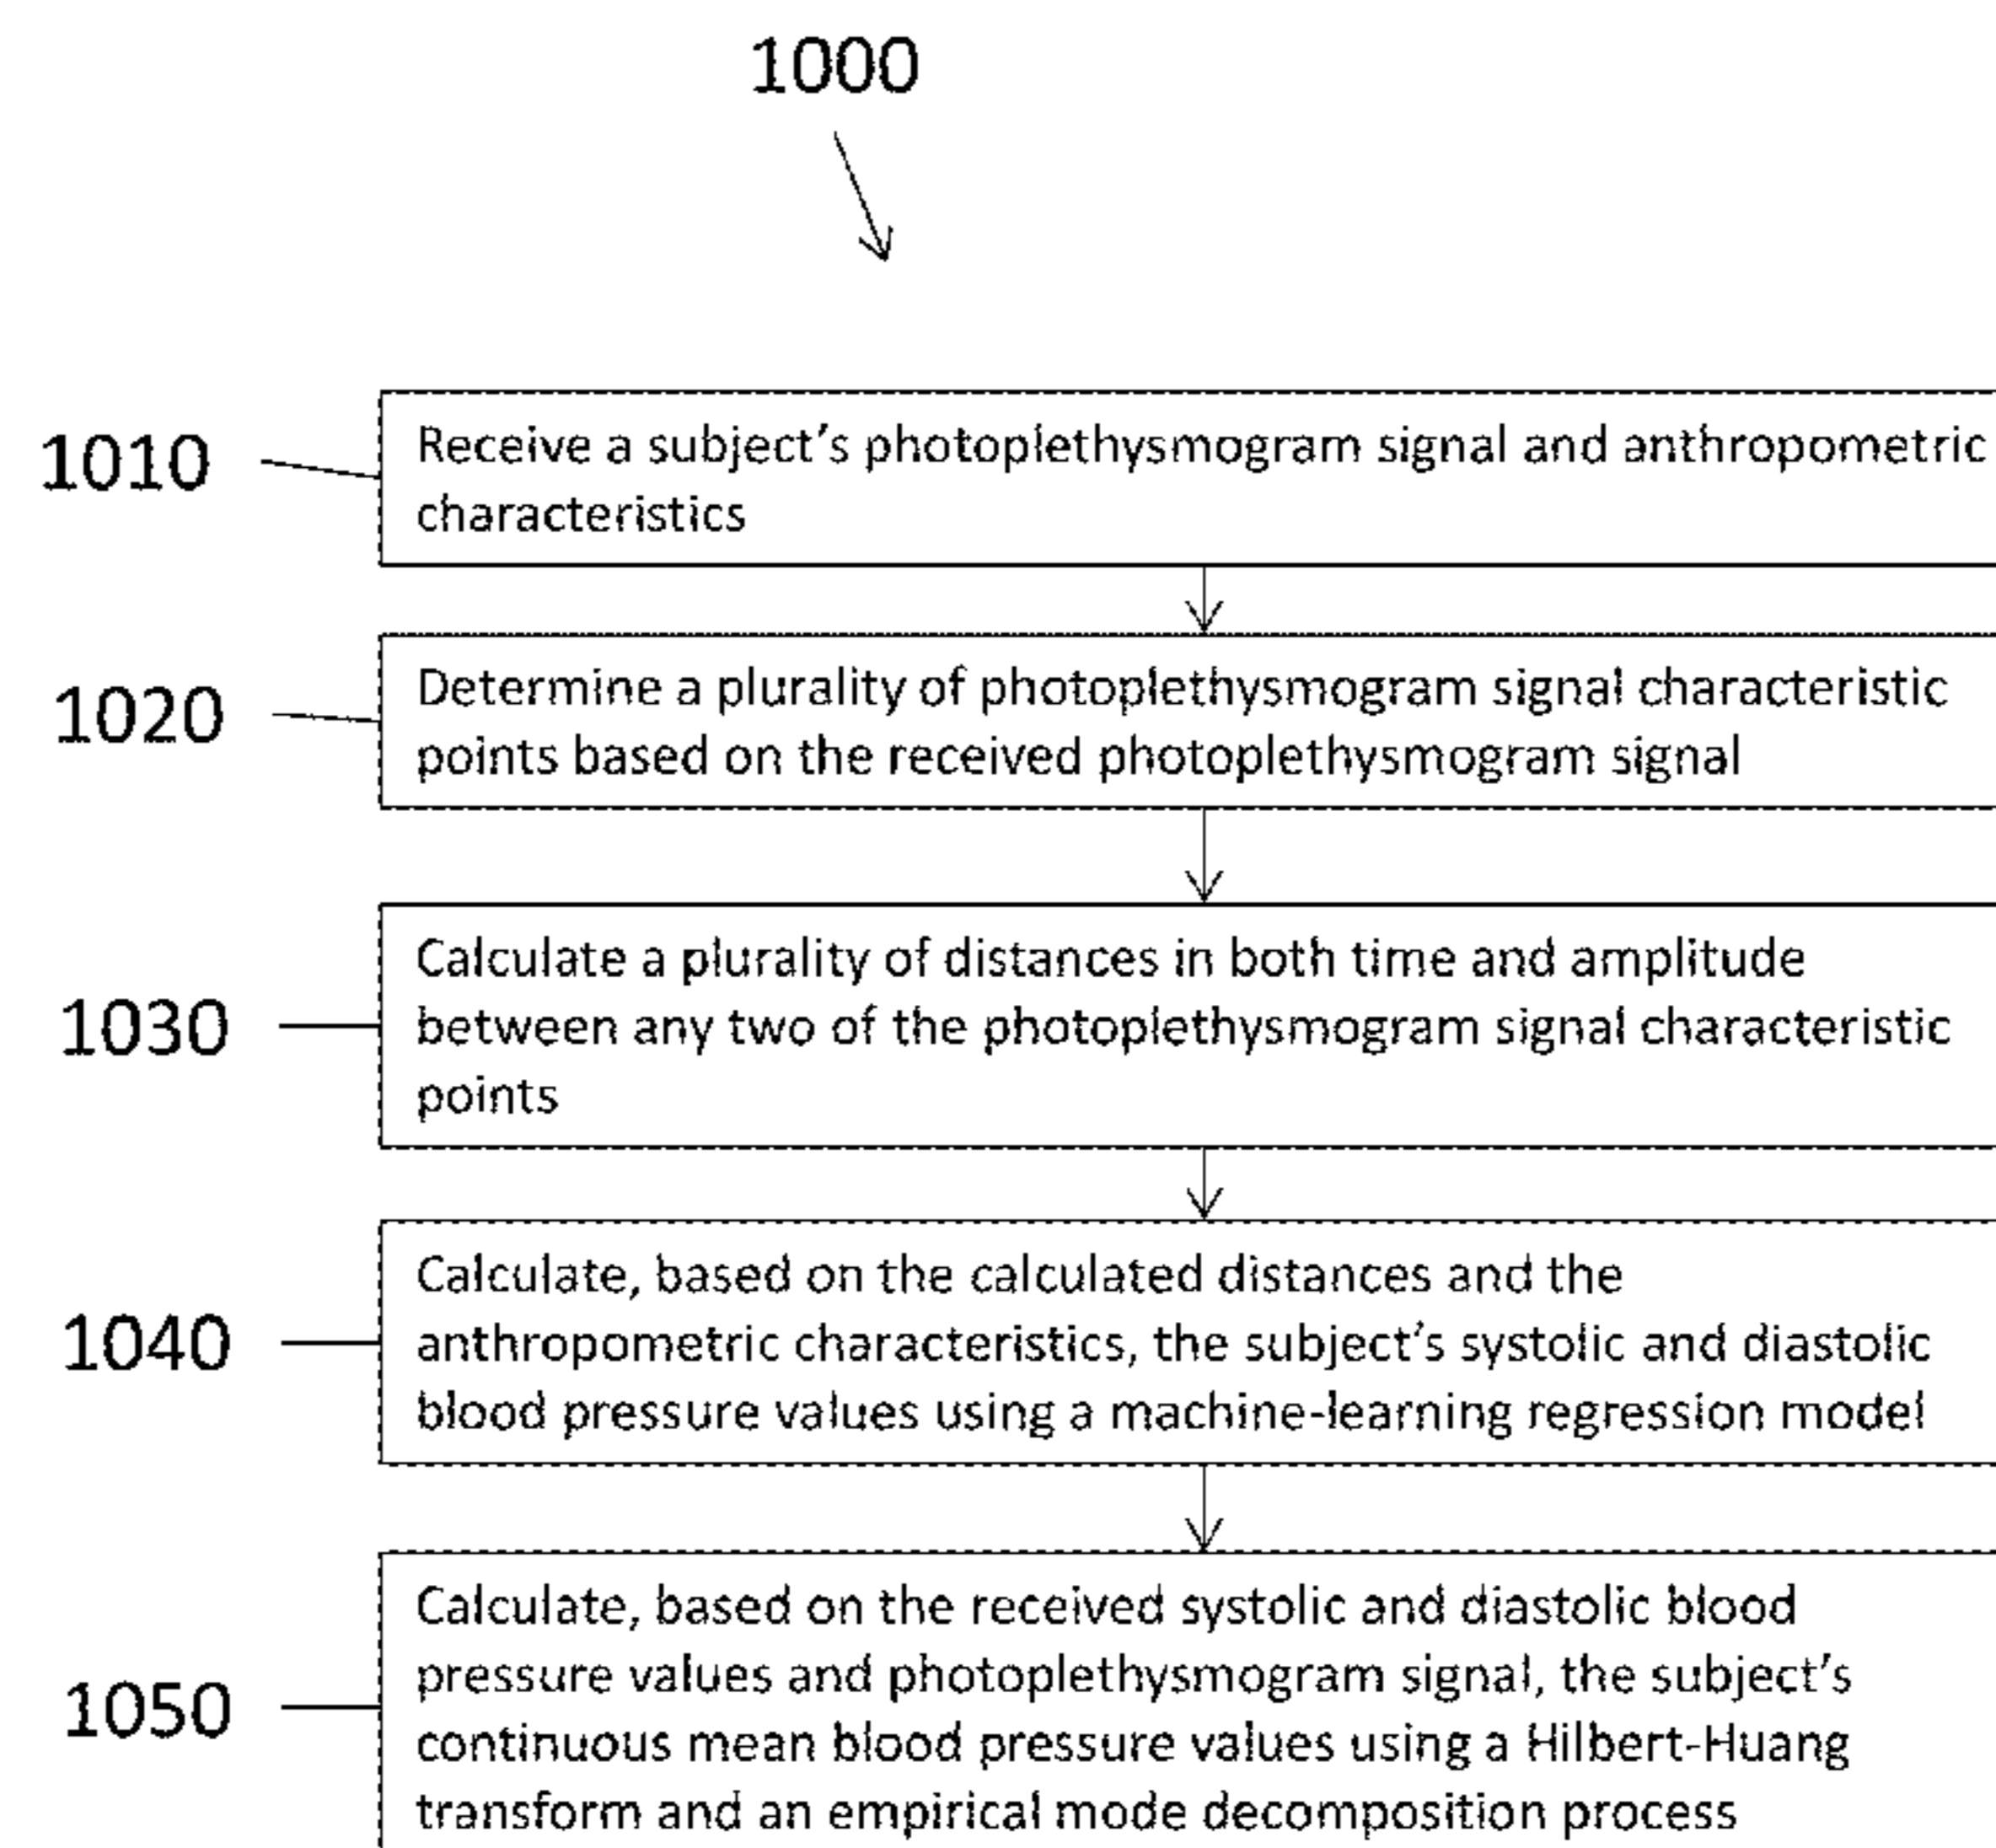 1000
1010
Receive a subject's photoplethysmogram signal and anthropometric
characteristics
1020
Determine a plurality of photoplethysmogram signal characteristic
points based on the received photoplethysmogram signal
1030
Calculate a plurality of distances in both time and amplitude
between any two of the photoplethysmogram signal characteristic
points
1040
Calculate, based on the calculated distances and the
anthropometric characteristics, the subject's systolic and diastolic
blood pressure values using a machine-learning regression model
1050
Calculate, based on the received systolic and diastolic blood
pressure values and photoplethysmogram signal, the subject's
continuous mean blood pressure values using a Hilbert-Huang
transform and an empirical mode decomposition process